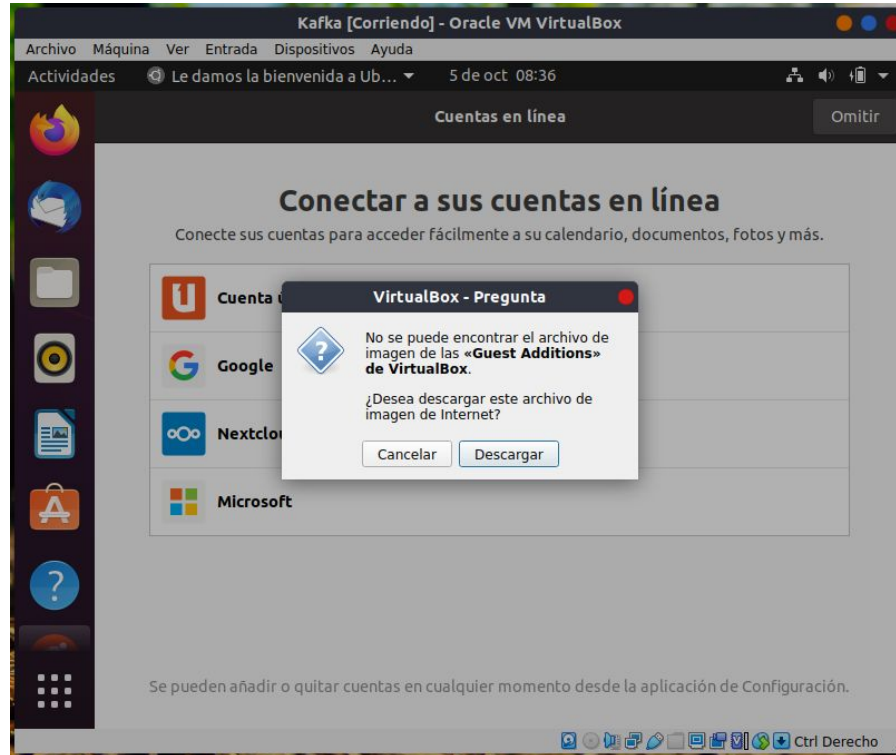 Kafka [Corriendo] - Oracle VM VirtualBox
Archivo Máquina Ver Entrada Dispositivos Ayuda
Actividades Le damos la bienvenida a Ub... 5 de oct 08:36
Cuentas en línea Omitir
Conectar a sus cuentas en línea
Conecte sus cuentas para acceder fácilmente a su calendario, documentos, fotos y más.
Cuenta
Google
Nextclo
Microsoft
VirtualBox - Pregunta
No se puede encontrar el archivo de
imagen de las «Guest Additions»
de VirtualBox.
¿Desea descargar este archivo de
imagen de Internet?
Cancelar Descargar
Se pueden añadir o quitar cuentas en cualquier momento desde la aplicación de Configuración.
Ctrl Derecho